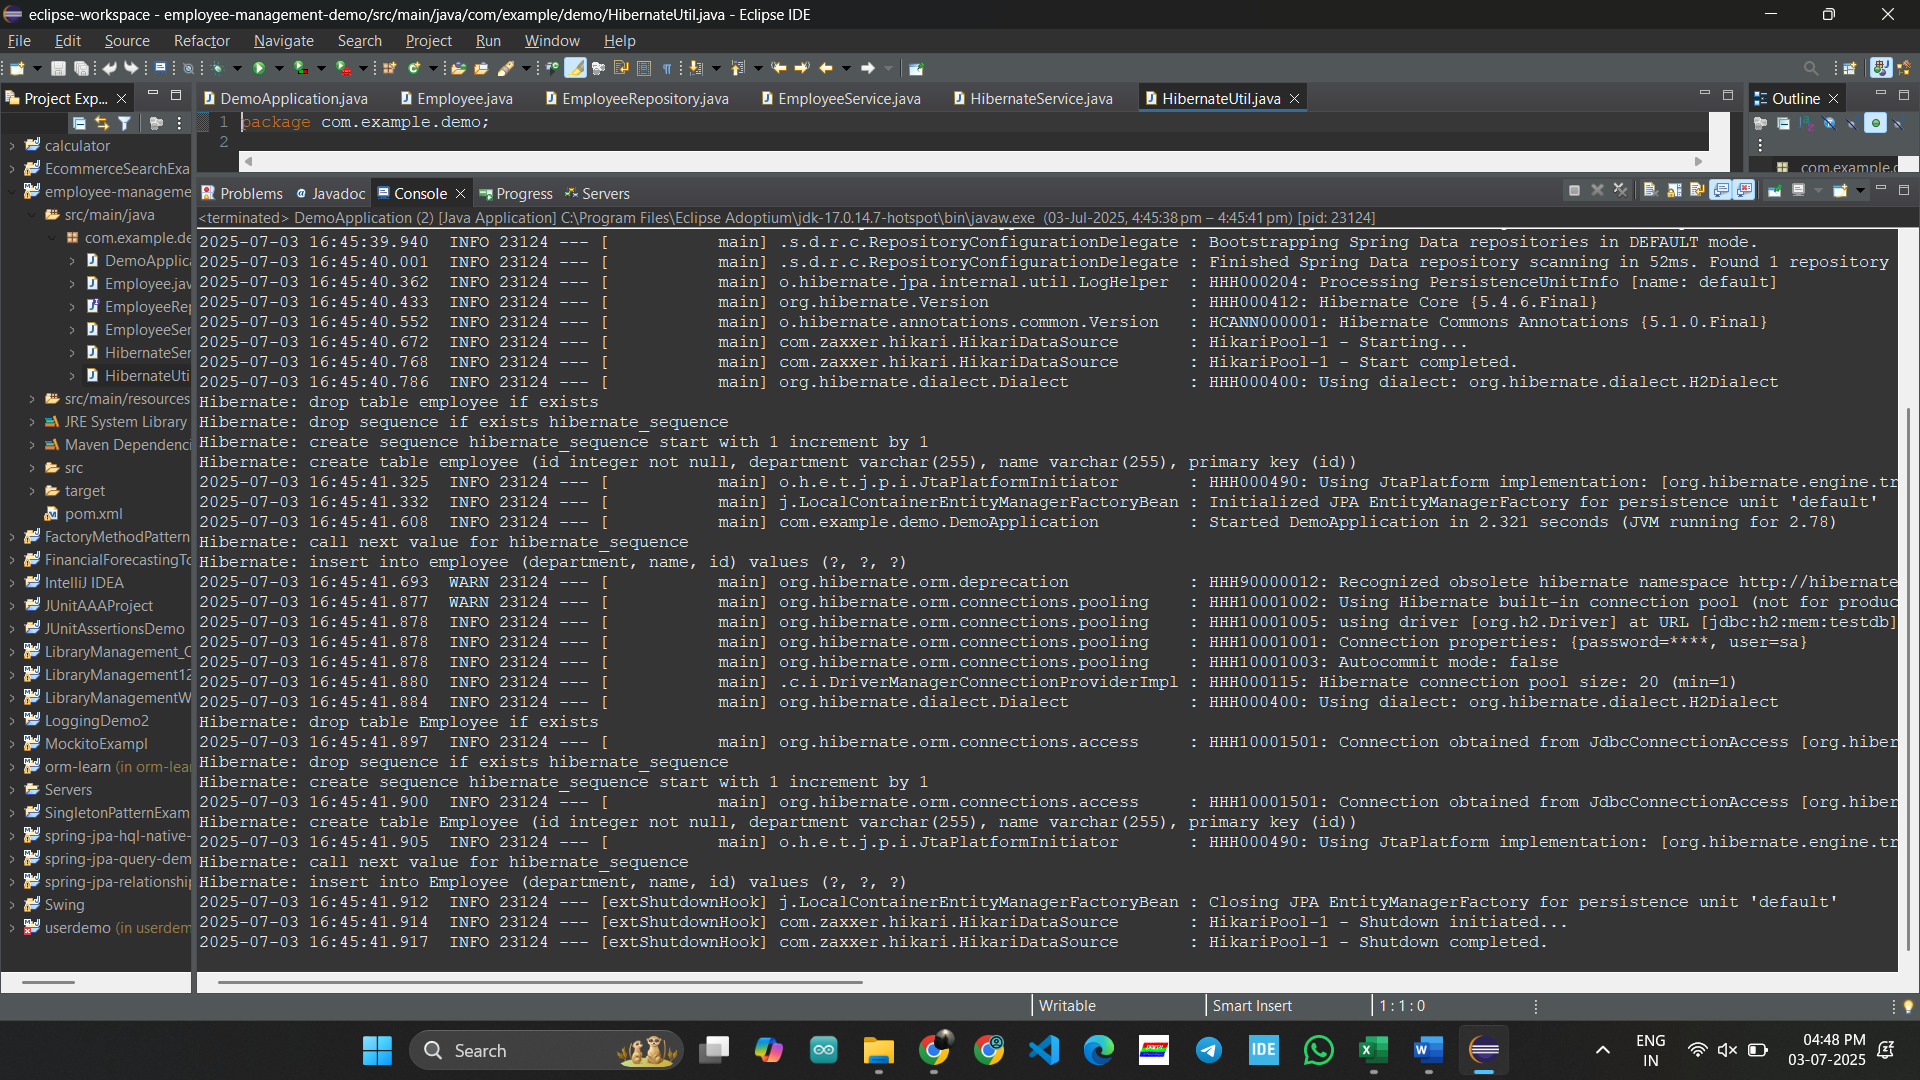 eclipse-workspace - employee-management-demo/src/main/java/com/example/demo/HibernateUtil.java - Eclipse IDE
File Edit Source Refactor Navigate Search Project Run Window Help
Project Exp...
DemoApplication.java Employee.java EmployeeRepository.java EmployeeService.java HibernateService.java HibernateUtil.java
Outline
1 package com.example.demo;
2
com.example.c
calculator
EcommerceSearchExa
employee-manageme
src/main/java
com.example.de
DemoApplica
Employee.jav
EmployeeRep
EmployeeSer
HibernateSer
HibernateUti
src/main/resources
JRE System Library
Maven Dependenci
src
target
pom.xml
FactoryMethodPattern
FinancialForecastingTo
IntelliJ IDEA
JUnitAAAProject
JUnitAssertionsDemo
LibraryManagement_C
LibraryManagement12
LibraryManagementW
LoggingDemo2
MockitoExampl
orm-learn (in orm-lear
Servers
SingletonPatternExam
spring-jpa-hql-native-
spring-jpa-query-dem
spring-jpa-relationship
Swing
userdemo (in userdem
Problems Javadoc Console Progress Servers
<terminated> DemoApplication (2) [Java Application] C:\Program Files\Eclipse Adoptium\jdk-17.0.14.7-hotspot\bin\javaw.exe (03-Jul-2025, 4:45:38 pm – 4:45:41 pm) [pid: 23124]
2025-07-03 16:45:39.940  INFO 23124 --- [           main] .s.d.r.c.RepositoryConfigurationDelegate : Bootstrapping Spring Data repositories in DEFAULT mode.
2025-07-03 16:45:40.001  INFO 23124 --- [           main] .s.d.r.c.RepositoryConfigurationDelegate : Finished Spring Data repository scanning in 52ms. Found 1 repository
2025-07-03 16:45:40.362  INFO 23124 --- [           main] o.hibernate.jpa.internal.util.LogHelper  : HHH000204: Processing PersistenceUnitInfo [name: default]
2025-07-03 16:45:40.433  INFO 23124 --- [           main] org.hibernate.Version                    : HHH000412: Hibernate Core {5.4.6.Final}
2025-07-03 16:45:40.552  INFO 23124 --- [           main] o.hibernate.annotations.common.Version   : HCANN000001: Hibernate Commons Annotations {5.1.0.Final}
2025-07-03 16:45:40.672  INFO 23124 --- [           main] com.zaxxer.hikari.HikariDataSource       : HikariPool-1 - Starting...
2025-07-03 16:45:40.768  INFO 23124 --- [           main] com.zaxxer.hikari.HikariDataSource       : HikariPool-1 - Start completed.
2025-07-03 16:45:40.786  INFO 23124 --- [           main] org.hibernate.dialect.Dialect            : HHH000400: Using dialect: org.hibernate.dialect.H2Dialect
Hibernate: drop table employee if exists
Hibernate: drop sequence if exists hibernate_sequence
Hibernate: create sequence hibernate_sequence start with 1 increment by 1
Hibernate: create table employee (id integer not null, department varchar(255), name varchar(255), primary key (id))
2025-07-03 16:45:41.325  INFO 23124 --- [           main] o.h.e.t.j.p.i.JtaPlatformInitiator       : HHH000490: Using JtaPlatform implementation: [org.hibernate.engine.tr
2025-07-03 16:45:41.332  INFO 23124 --- [           main] j.LocalContainerEntityManagerFactoryBean : Initialized JPA EntityManagerFactory for persistence unit 'default'
2025-07-03 16:45:41.608  INFO 23124 --- [           main] com.example.demo.DemoApplication         : Started DemoApplication in 2.321 seconds (JVM running for 2.78)
Hibernate: call next value for hibernate_sequence
Hibernate: insert into employee (department, name, id) values (?, ?, ?)
2025-07-03 16:45:41.693  WARN 23124 --- [           main] org.hibernate.orm.deprecation            : HHH90000012: Recognized obsolete hibernate namespace http://hibernate
2025-07-03 16:45:41.877  WARN 23124 --- [           main] org.hibernate.orm.connections.pooling    : HHH10001002: Using Hibernate built-in connection pool (not for produc
2025-07-03 16:45:41.878  INFO 23124 --- [           main] org.hibernate.orm.connections.pooling    : HHH10001005: using driver [org.h2.Driver] at URL [jdbc:h2:mem:testdb]
2025-07-03 16:45:41.878  INFO 23124 --- [           main] org.hibernate.orm.connections.pooling    : HHH10001001: Connection properties: {password=****, user=sa}
2025-07-03 16:45:41.878  INFO 23124 --- [           main] org.hibernate.orm.connections.pooling    : HHH10001003: Autocommit mode: false
2025-07-03 16:45:41.880  INFO 23124 --- [           main] .c.i.DriverManagerConnectionProviderImpl : HHH000115: Hibernate connection pool size: 20 (min=1)
2025-07-03 16:45:41.884  INFO 23124 --- [           main] org.hibernate.dialect.Dialect            : HHH000400: Using dialect: org.hibernate.dialect.H2Dialect
Hibernate: drop table Employee if exists
2025-07-03 16:45:41.897  INFO 23124 --- [           main] org.hibernate.orm.connections.access     : HHH10001501: Connection obtained from JdbcConnectionAccess [org.hiber
Hibernate: drop sequence if exists hibernate_sequence
Hibernate: create sequence hibernate_sequence start with 1 increment by 1
2025-07-03 16:45:41.900  INFO 23124 --- [           main] org.hibernate.orm.connections.access     : HHH10001501: Connection obtained from JdbcConnectionAccess [org.hiber
Hibernate: create table Employee (id integer not null, department varchar(255), name varchar(255), primary key (id))
2025-07-03 16:45:41.905  INFO 23124 --- [           main] o.h.e.t.j.p.i.JtaPlatformInitiator       : HHH000490: Using JtaPlatform implementation: [org.hibernate.engine.tr
Hibernate: call next value for hibernate_sequence
Hibernate: insert into Employee (department, name, id) values (?, ?, ?)
2025-07-03 16:45:41.912  INFO 23124 --- [extShutdownHook] j.LocalContainerEntityManagerFactoryBean : Closing JPA EntityManagerFactory for persistence unit 'default'
2025-07-03 16:45:41.914  INFO 23124 --- [extShutdownHook] com.zaxxer.hikari.HikariDataSource       : HikariPool-1 - Shutdown initiated...
2025-07-03 16:45:41.917  INFO 23124 --- [extShutdownHook] com.zaxxer.hikari.HikariDataSource       : HikariPool-1 - Shutdown completed.
Writable Smart Insert 1 : 1 : 0
Search
IDE
ENG
IN
04:48 PM
03-07-2025